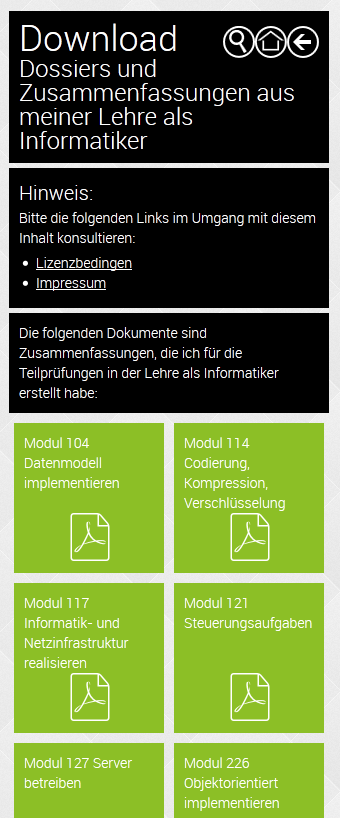 Download
Dossiers und
Zusammenfassungen aus
meiner Lehre als
Informatiker
Hinweis:
Bitte die folgenden Links im Umgang mit diesem
Inhalt konsultieren:
Lizenzbedingen
Impressum
Die folgenden Dokumente sind
Zusammenfassungen, die ich für die
Teilprüfungen in der Lehre als Informatiker
erstellt habe:
Modul 104
Datenmodell
implementieren
Modul 114
Codierung,
Kompression,
Verschlüsselung
Modul 117
Informatik- und
Netzinfrastruktur
realisieren
Modul 121
Steuerungsaufgaben
Modul 127 Server
betreiben
Modul 226
Objektorientiert
implementieren